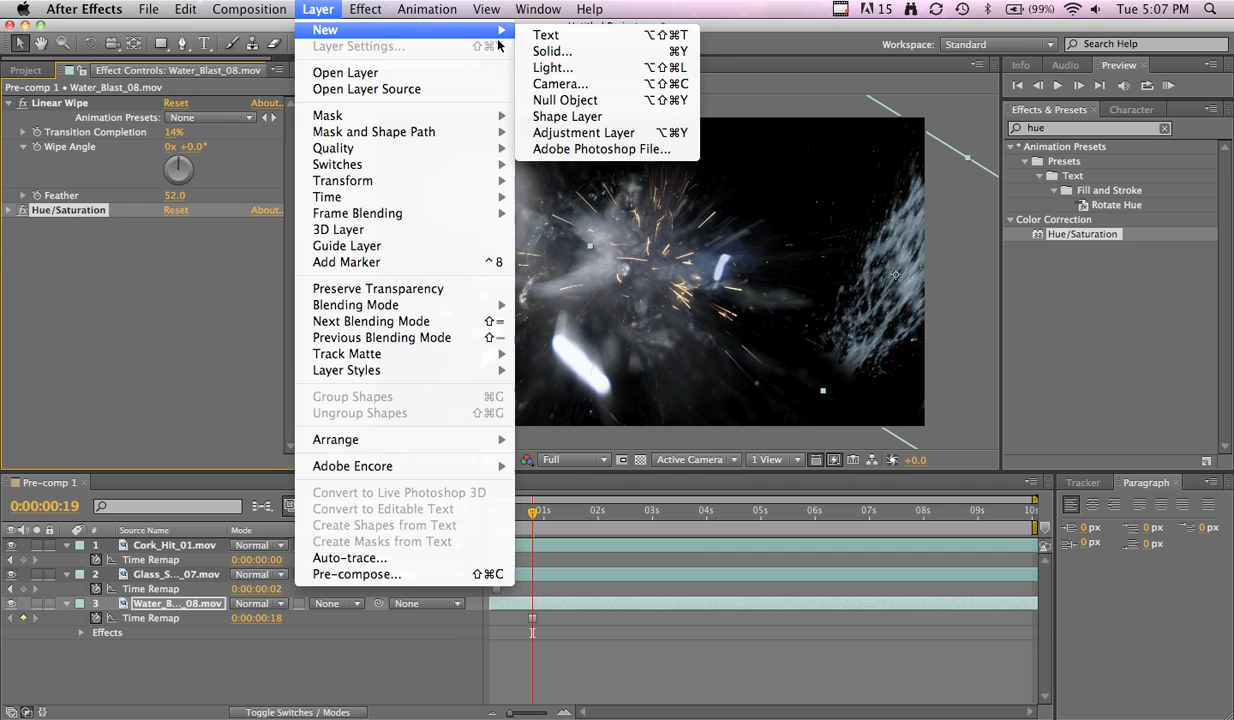 After Effects File Edit Composition Layer Effect Animation View Window Help 15 (99%) Tue 5:07 PM
Workspace: Standard Search Help
Project Effect Controls: Water_Blast_08.mov
Pre-comp 1 • Water_Blast_08.mov
fx Linear Wipe Reset About...
Animation Presets: None
Transition Completion 14%
Wipe Angle 0x +0.0°
Feather 52.0
fx Hue/Saturation Reset About...
New
Layer Settings... ⇧⌘Y
Open Layer
Open Layer Source
Mask
Mask and Shape Path
Quality
Switches
Transform
Time
Frame Blending
3D Layer
Guide Layer
Add Marker ^8
Preserve Transparency
Blending Mode
Next Blending Mode ⇧=
Previous Blending Mode ⇧−
Track Matte
Layer Styles
Group Shapes ⌘G
Ungroup Shapes ⇧⌘G
Arrange
Adobe Encore
Convert to Live Photoshop 3D
Convert to Editable Text
Create Shapes from Text
Create Masks from Text
Auto-trace...
Pre-compose... ⇧⌘C
Text ⌥⇧⌘T
Solid... ⌘Y
Light... ⌥⇧⌘L
Camera... ⌥⇧⌘C
Null Object ⌥⇧⌘Y
Shape Layer
Adjustment Layer ⌥⌘Y
Adobe Photoshop File...
Info Audio Preview
Effects & Presets Character
hue
* Animation Presets
Presets
Text
Fill and Stroke
Rotate Hue
Color Correction
Hue/Saturation
Full Active Camera 1 View +0.0
Pre-comp 1
0:00:00:19
01s 02s 03s 04s 05s 06s 07s 08s 09s 10s
# Source Name Mode
1 Cork_Hit_01.mov Normal
Time Remap 0:00:00:00
2 Glass_S..._07.mov Normal
Time Remap 0:00:00:02
3 Water_B..._08.mov Normal None None
Time Remap 0:00:00:18
Effects
Toggle Switches / Modes
Tracker Paragraph
0 px 0 px 0 px
0 px 0 px